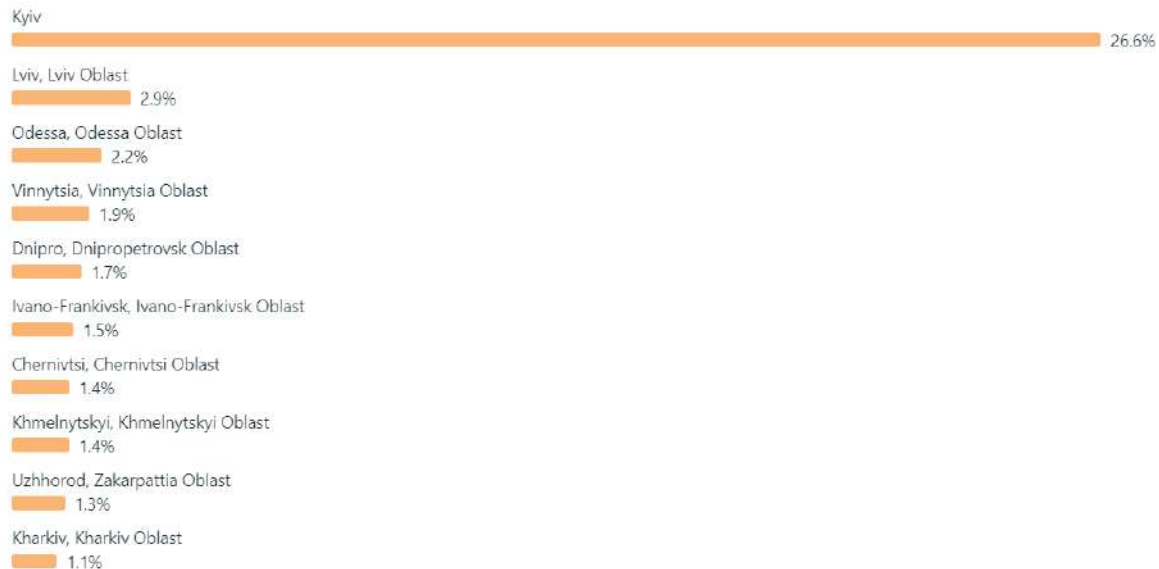 Kyiv
26.6%
Lviv, Lviv Oblast
2.9%
Odessa, Odessa Oblast
2.2%
Vinnytsia, Vinnytsia Oblast
1.9%
Dnipro, Dnipropetrovsk Oblast
1.7%
Ivano-Frankivsk, Ivano-Frankivsk Oblast
1.5%
Chernivtsi, Chernivtsi Oblast
1.4%
Khmelnytskyi, Khmelnytskyi Oblast
1.4%
Uzhhorod, Zakarpattia Oblast
1.3%
Kharkiv, Kharkiv Oblast
1.1%